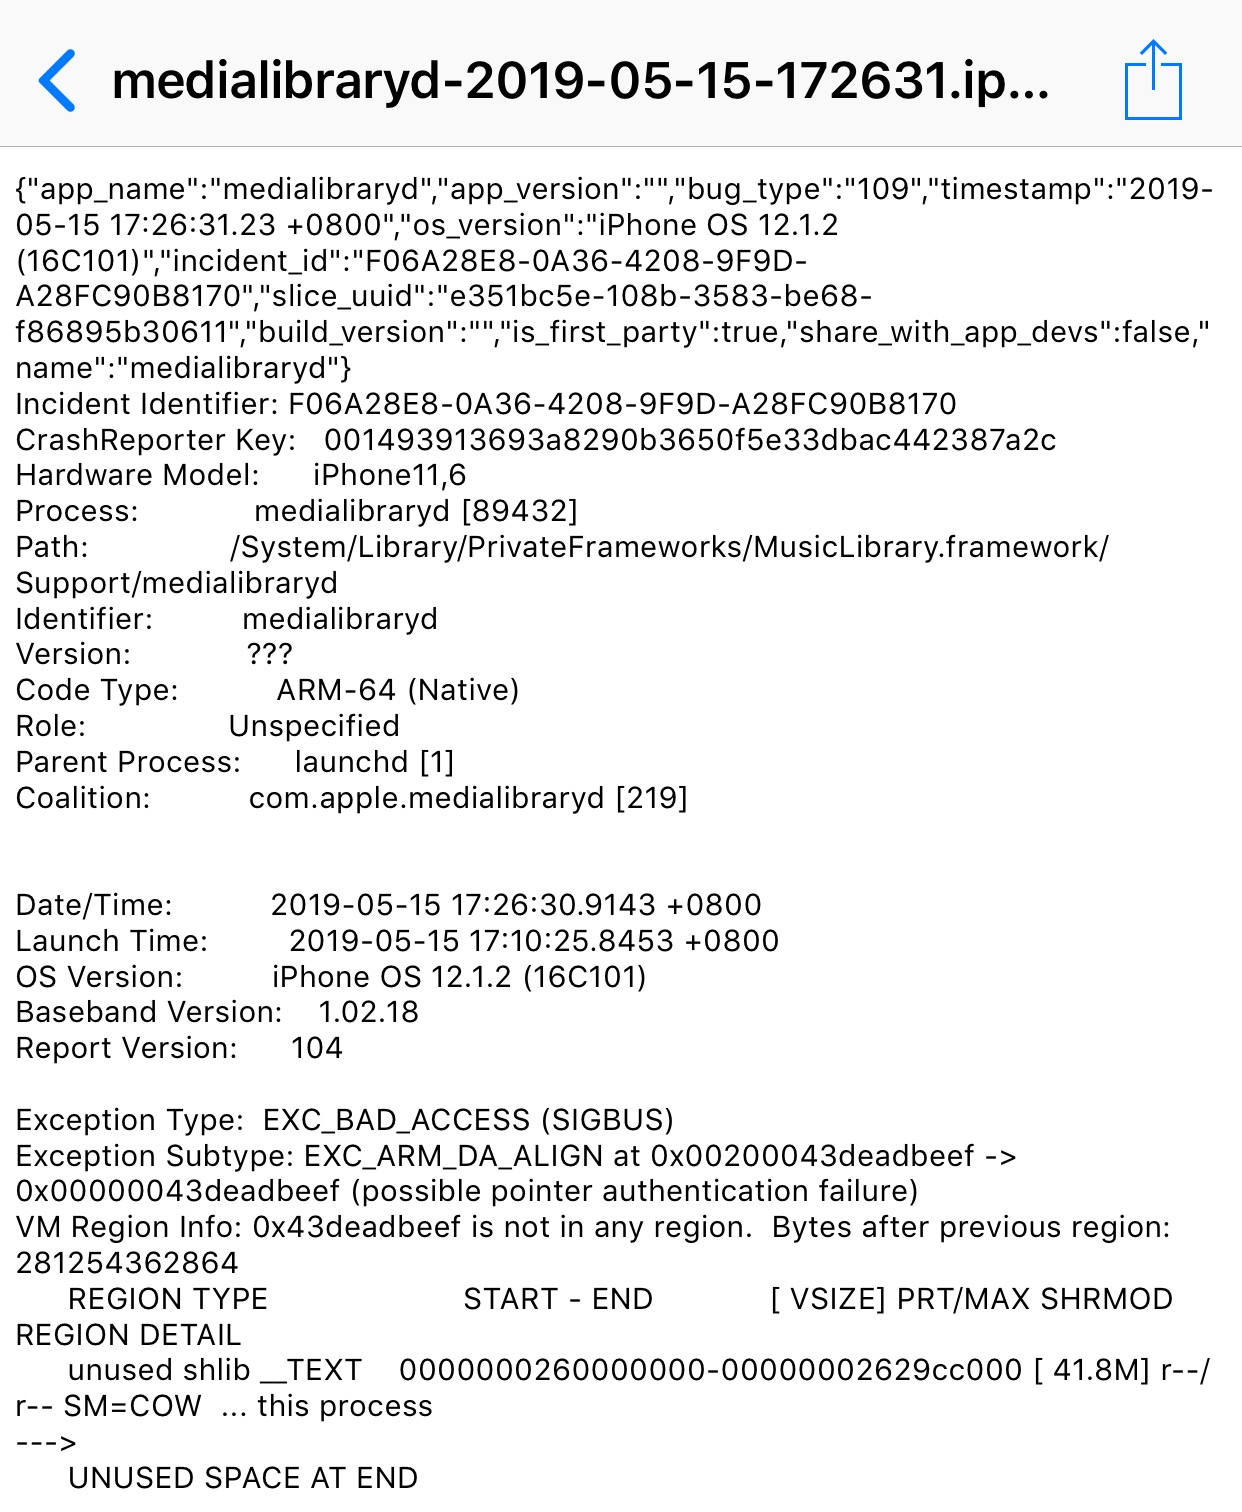 medialibraryd-2019-05-15-172631.ip...
{"app_name":"medialibraryd","app_version":"","bug_type":"109","timestamp":"2019-
05-15 17:26:31.23 +0800","os_version":"iPhone OS 12.1.2
(16C101)","incident_id":"F06A28E8-0A36-4208-9F9D-
A28FC90B8170","slice_uuid":"e351bc5e-108b-3583-be68-
f86895b30611","build_version":"","is_first_party":true,"share_with_app_devs":false,"
name":"medialibraryd"}
Incident Identifier: F06A28E8-0A36-4208-9F9D-A28FC90B8170
CrashReporter Key:   001493913693a8290b3650f5e33dbac442387a2c
Hardware Model:      iPhone11,6
Process:             medialibraryd [89432]
Path:                /System/Library/PrivateFrameworks/MusicLibrary.framework/
Support/medialibraryd
Identifier:          medialibraryd
Version:             ???
Code Type:           ARM-64 (Native)
Role:                Unspecified
Parent Process:      launchd [1]
Coalition:           com.apple.medialibraryd [219]
Date/Time:           2019-05-15 17:26:30.9143 +0800
Launch Time:         2019-05-15 17:10:25.8453 +0800
OS Version:          iPhone OS 12.1.2 (16C101)
Baseband Version:    1.02.18
Report Version:      104
Exception Type:  EXC_BAD_ACCESS (SIGBUS)
Exception Subtype: EXC_ARM_DA_ALIGN at 0x00200043deadbeef ->
0x00000043deadbeef (possible pointer authentication failure)
VM Region Info: 0x43deadbeef is not in any region.  Bytes after previous region:
281254362864
REGION TYPE                      START - END             [ VSIZE] PRT/MAX SHRMOD
REGION DETAIL
unused shlib __TEXT    0000000260000000-00000002629cc000 [ 41.8M] r--/
r-- SM=COW  ... this process
--->
UNUSED SPACE AT END